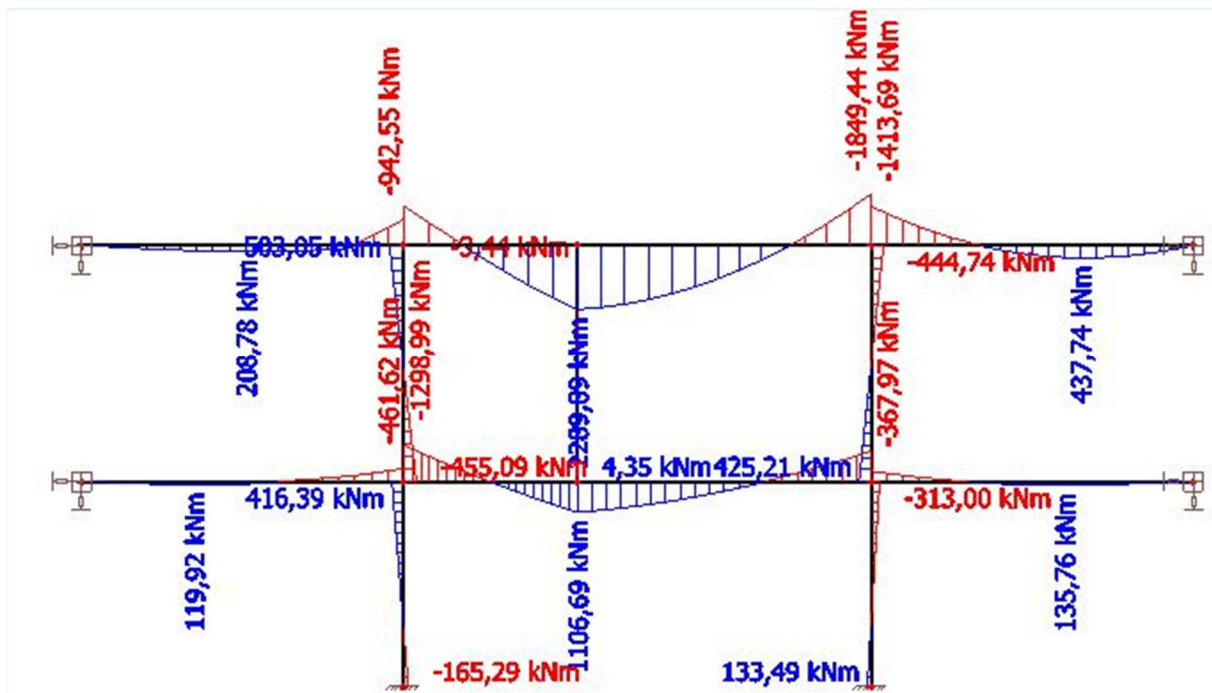 -942,55 kNm
-1849,44 kNm
-1413,69 kNm
503,05 kNm
-3,44 kNm
-444,74 kNm
208,78 kNm
-461,62 kNm
-1298,99 kNm
-367,97 kNm
437,74 kNm
-455,09 kNm
4,35 kNm
425,21 kNm
416,39 kNm
-313,00 kNm
119,92 kNm
1106,69 kNm
135,76 kNm
-165,29 kNm
133,49 kNm